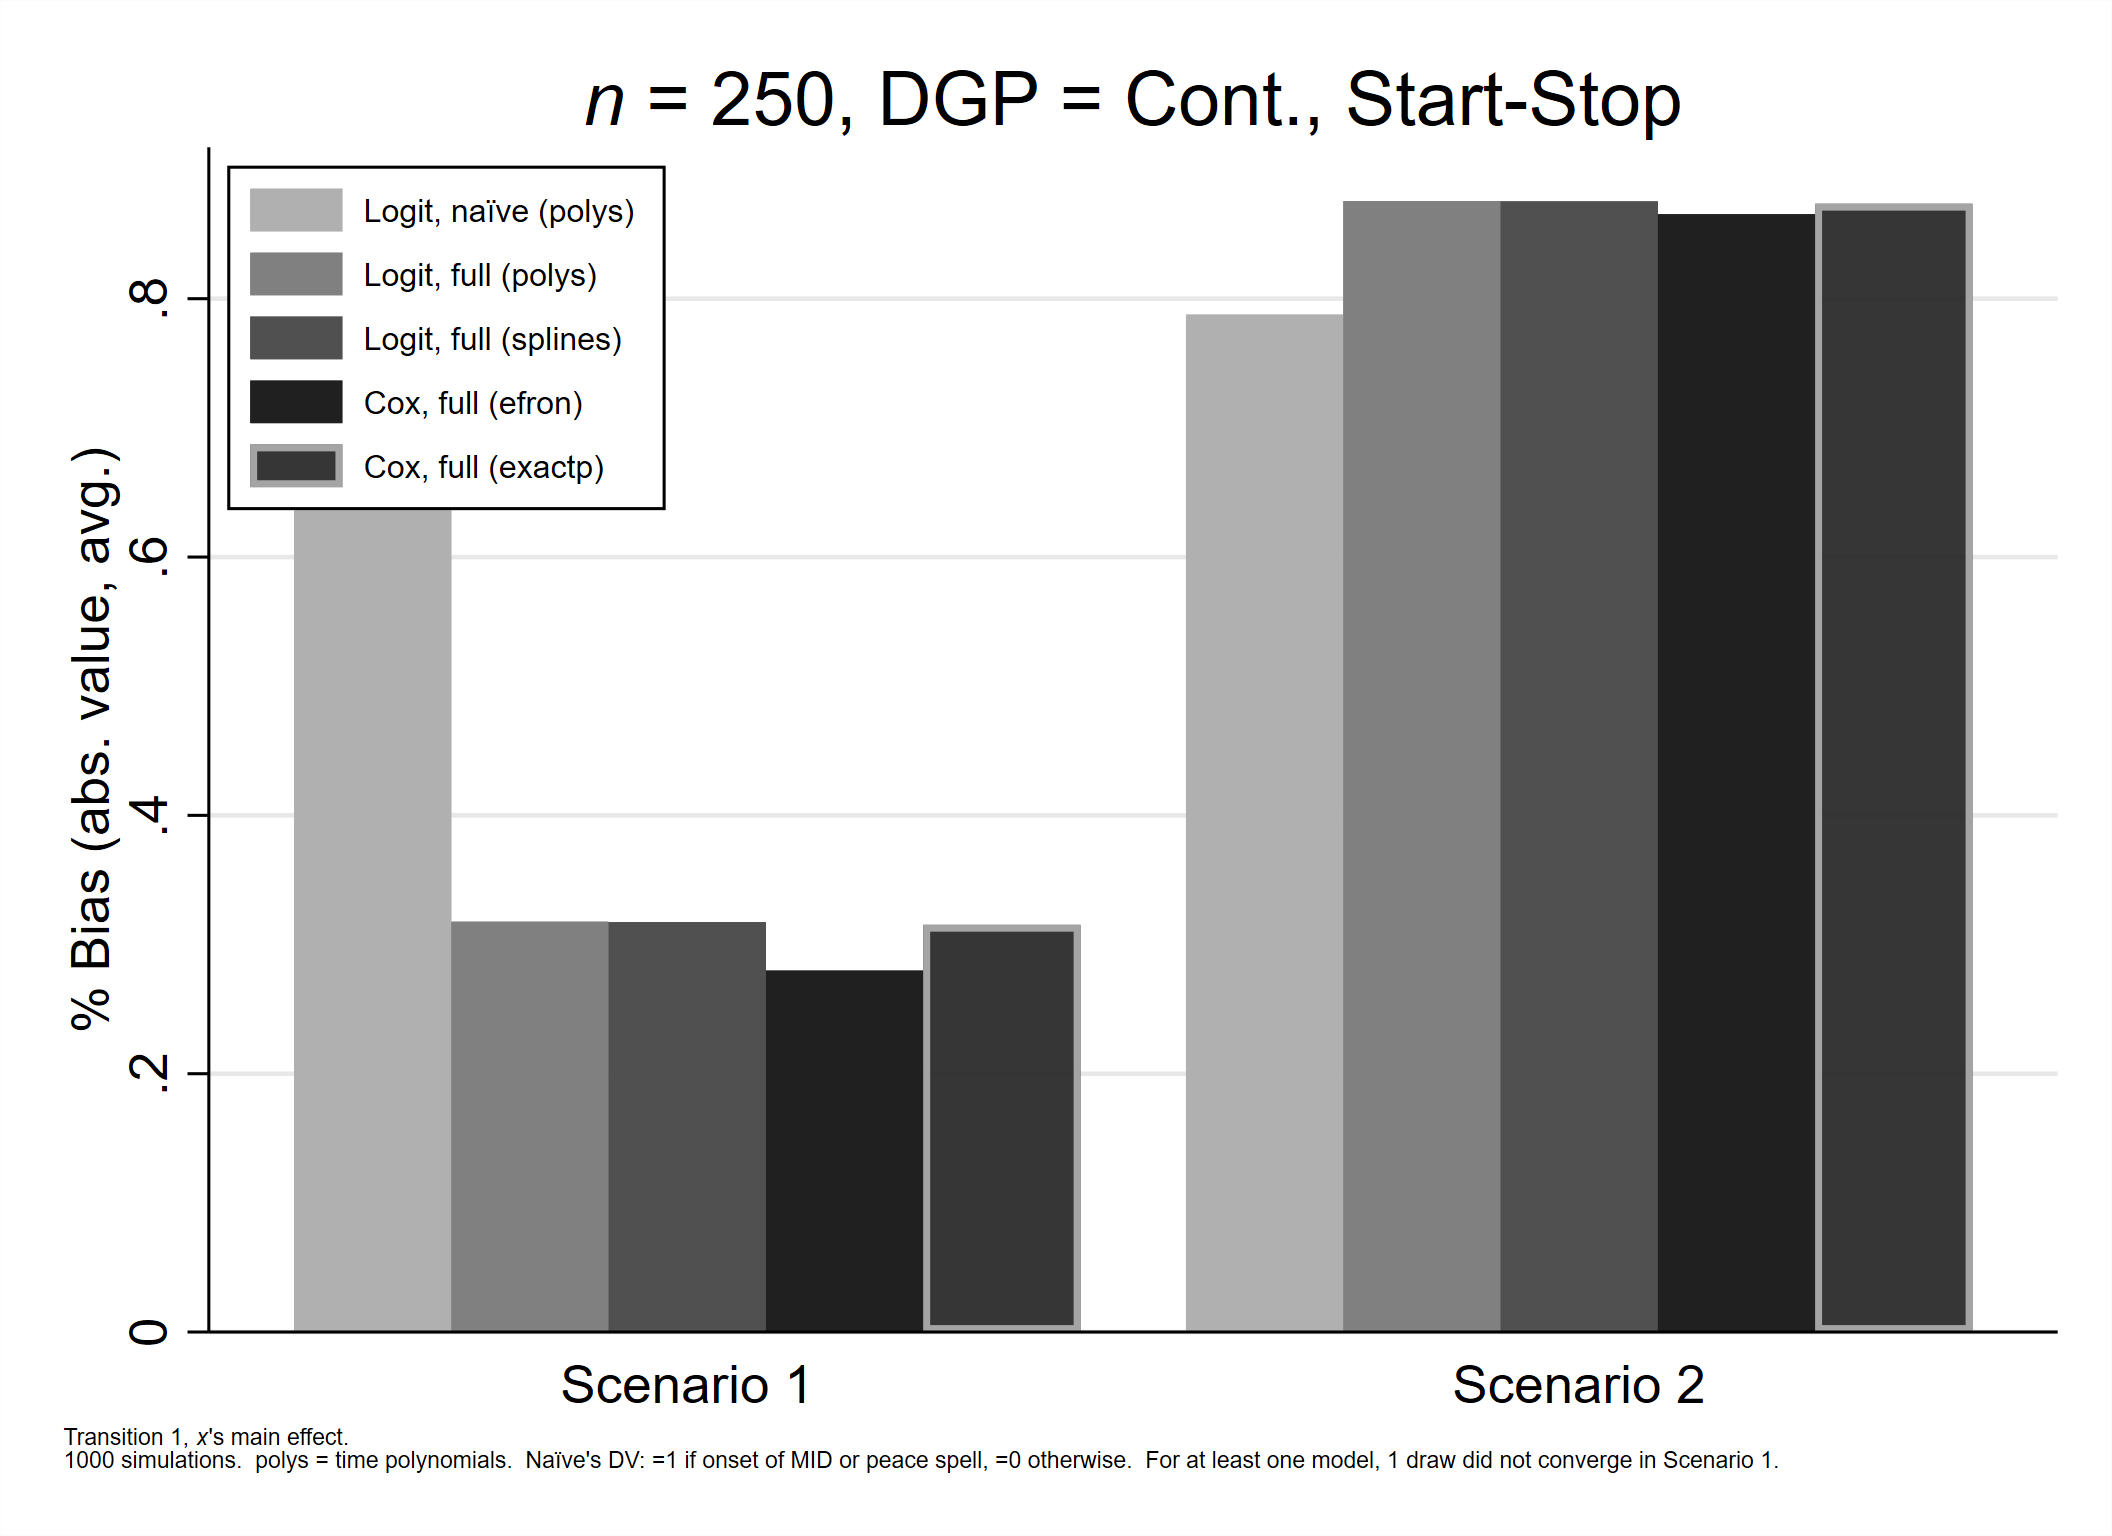 n = 250, DGP = Cont., Start-Stop
Logit, naïve (polys)
Logit, full (polys)
Logit, full (splines)
Cox, full (efron)
Cox, full (exactp)
% Bias (abs. value, avg.)
.8
.6
.4
.2
0
Scenario 1
Scenario 2
Transition 1, x's main effect.
1000 simulations.  polys = time polynomials.  Naïve's DV: =1 if onset of MID or peace spell, =0 otherwise.  For at least one model, 1 draw did not converge in Scenario 1.